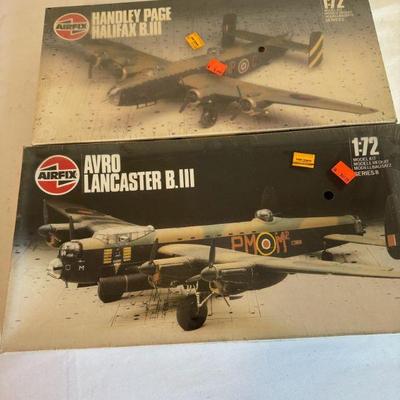 AIRFIX
HANDLEY PAGE
HALIFAX B.III
1:72
AIRFIX
AVRO
LANCASTER B.III
1:72
MODEL KIT
SERIES 8
PM M